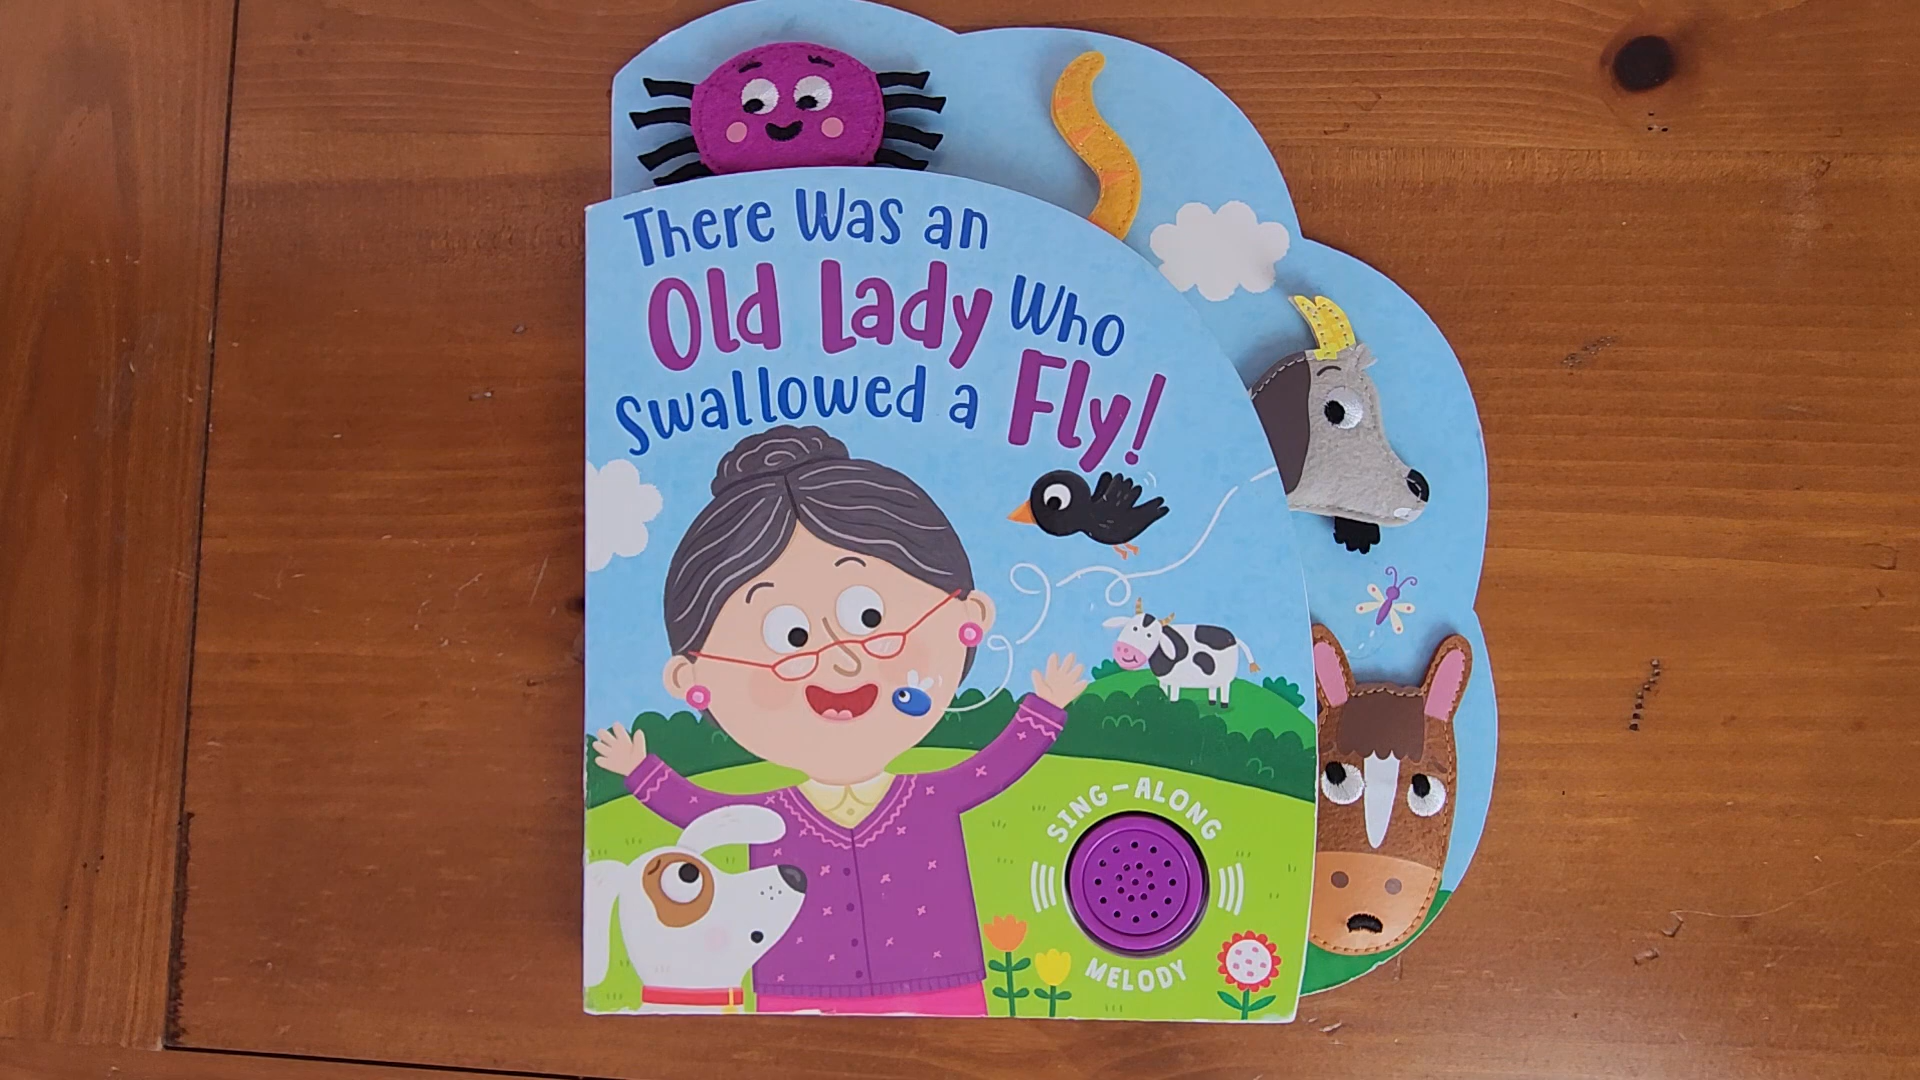 There Was an
Old Lady Who
Swallowed a Fly!
SING-ALONG
MELODY